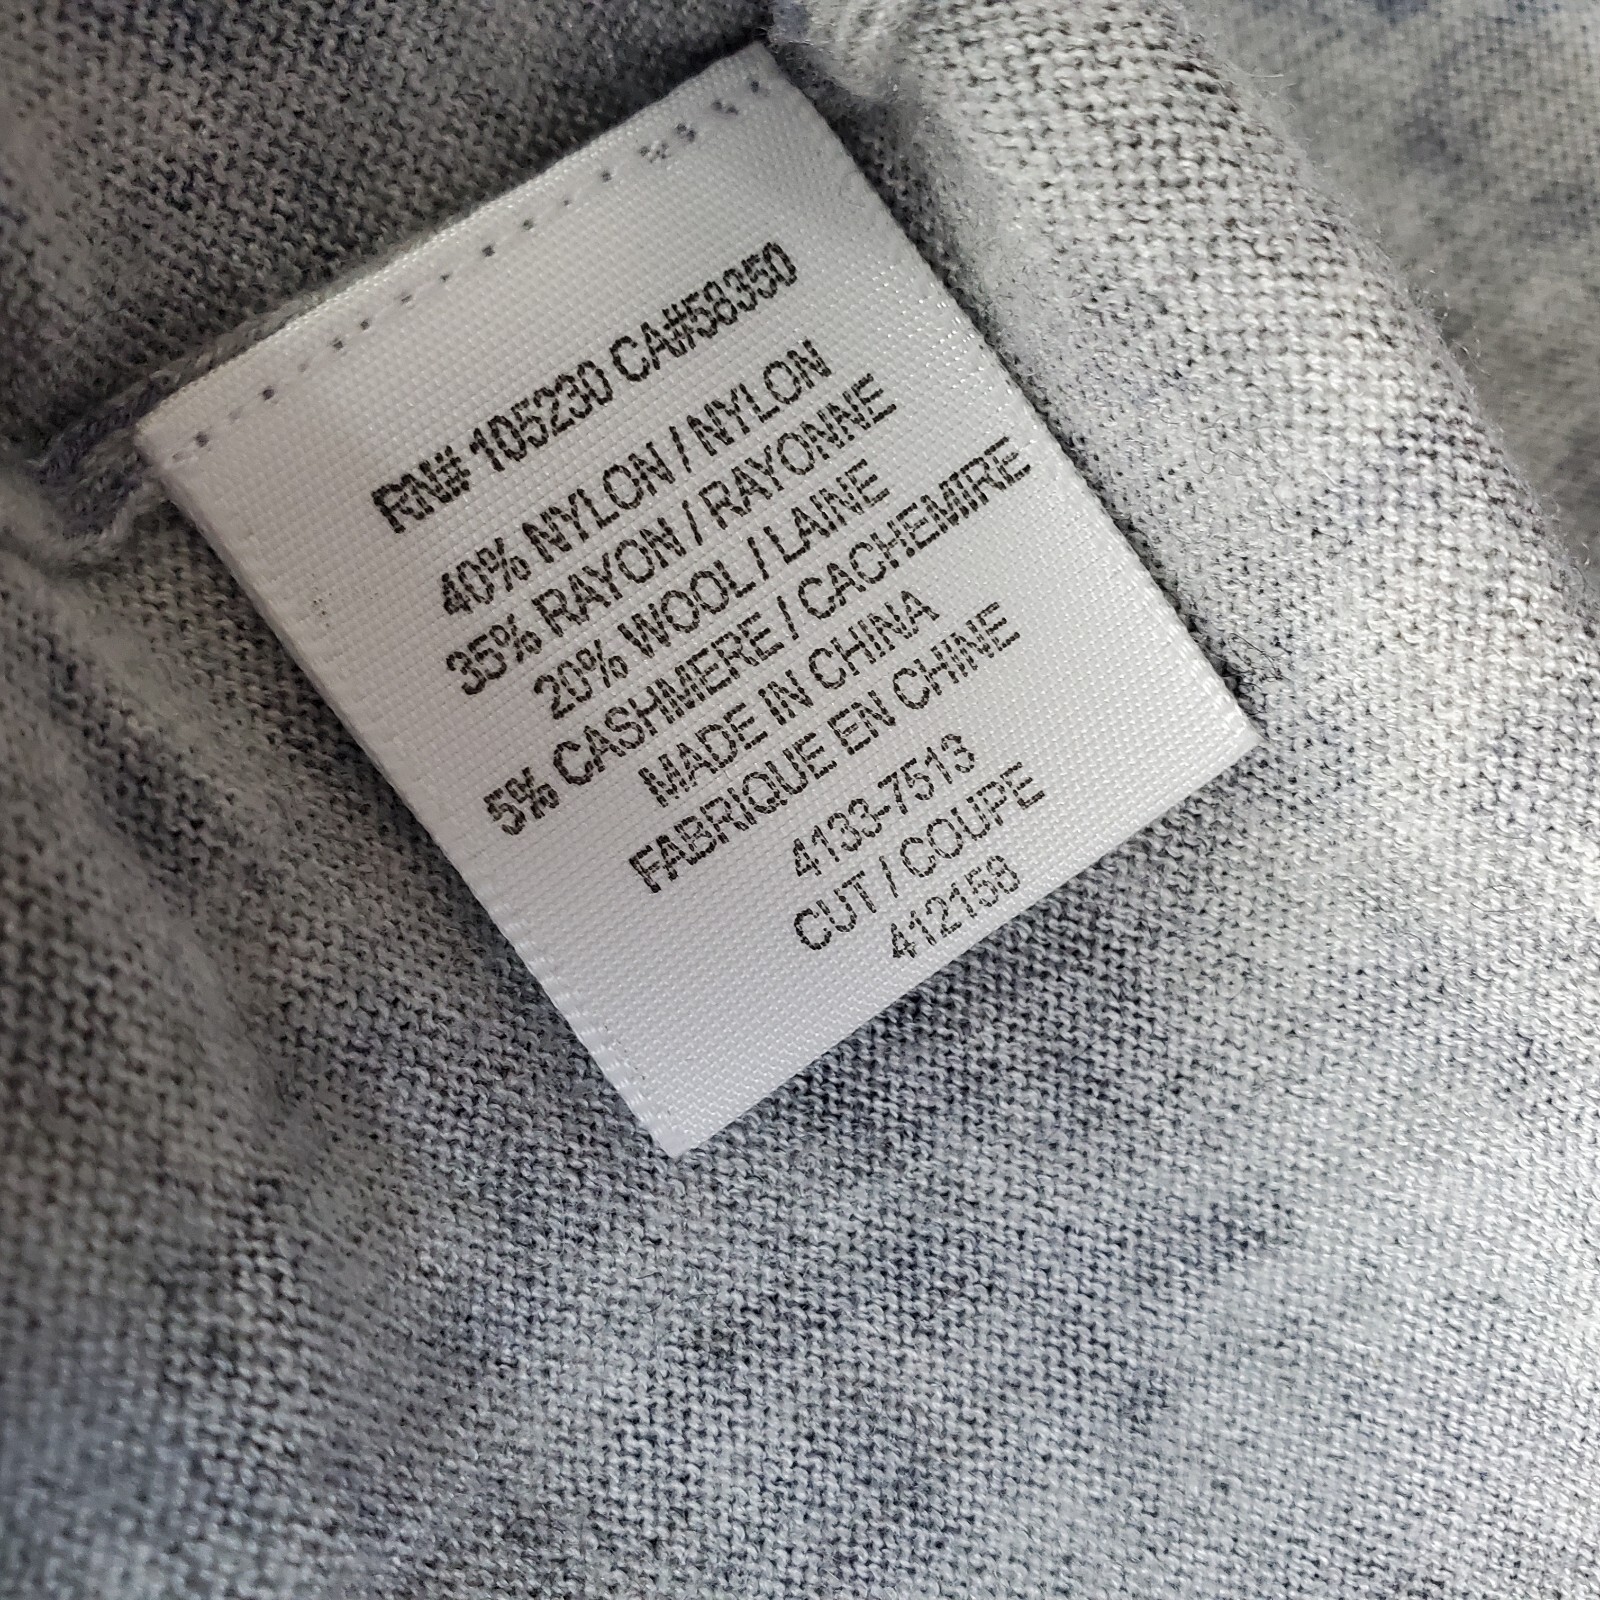 RN# 105230 CA#58350
40% NYLON / NYLON
35% RAYON / RAYONNE
20% WOOL / LAINE
5% CASHMERE / CACHEMIRE
MADE IN CHINA
FABRIQUE EN CHINE
4133-7513
CUT / COUPE
412158